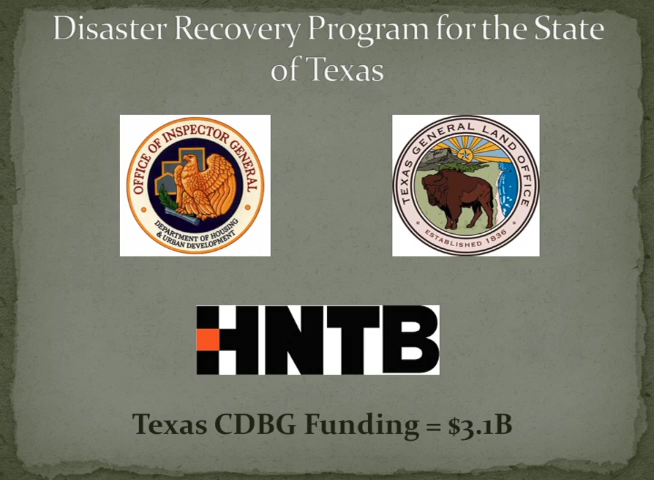 Disaster Recovery Program for the State
of Texas
OFFICE OF INSPECTOR GENERAL
DEPARTMENT OF HOUSING
& URBAN DEVELOPMENT
TEXAS GENERAL LAND OFFICE
ESTABLISHED 1836
HNTB
Texas CDBG Funding = $3.1B